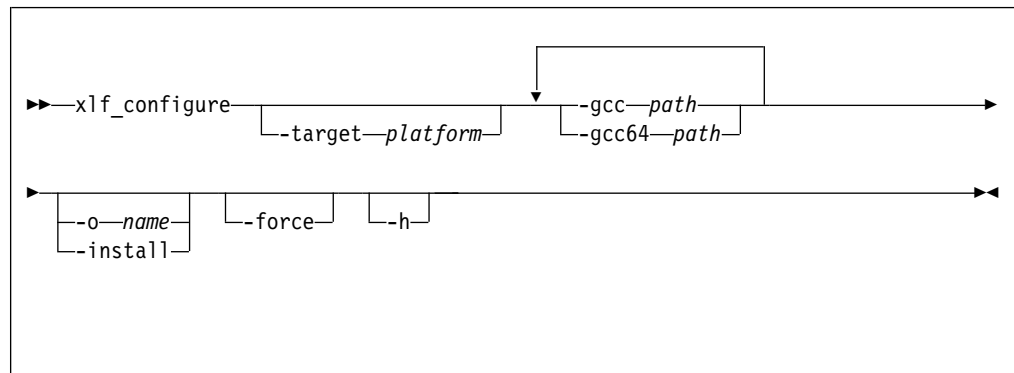 xlf_configure -target platform -gcc path
-gcc64 path
-o name -force -h
-install